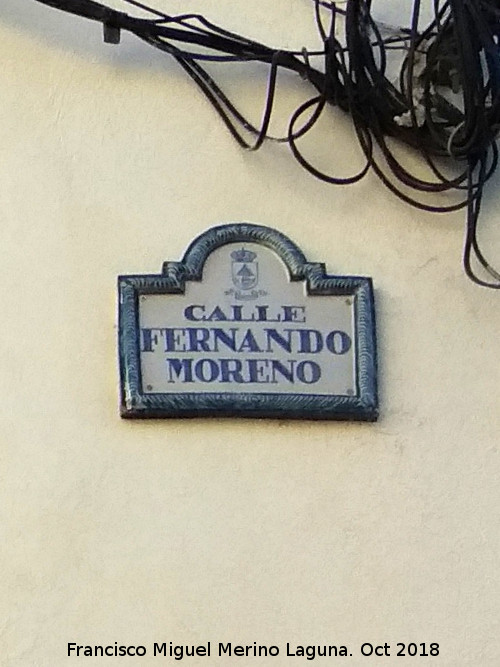 CALLE
FERNANDO
MORENO
Francisco Miguel Merino Laguna. Oct 2018